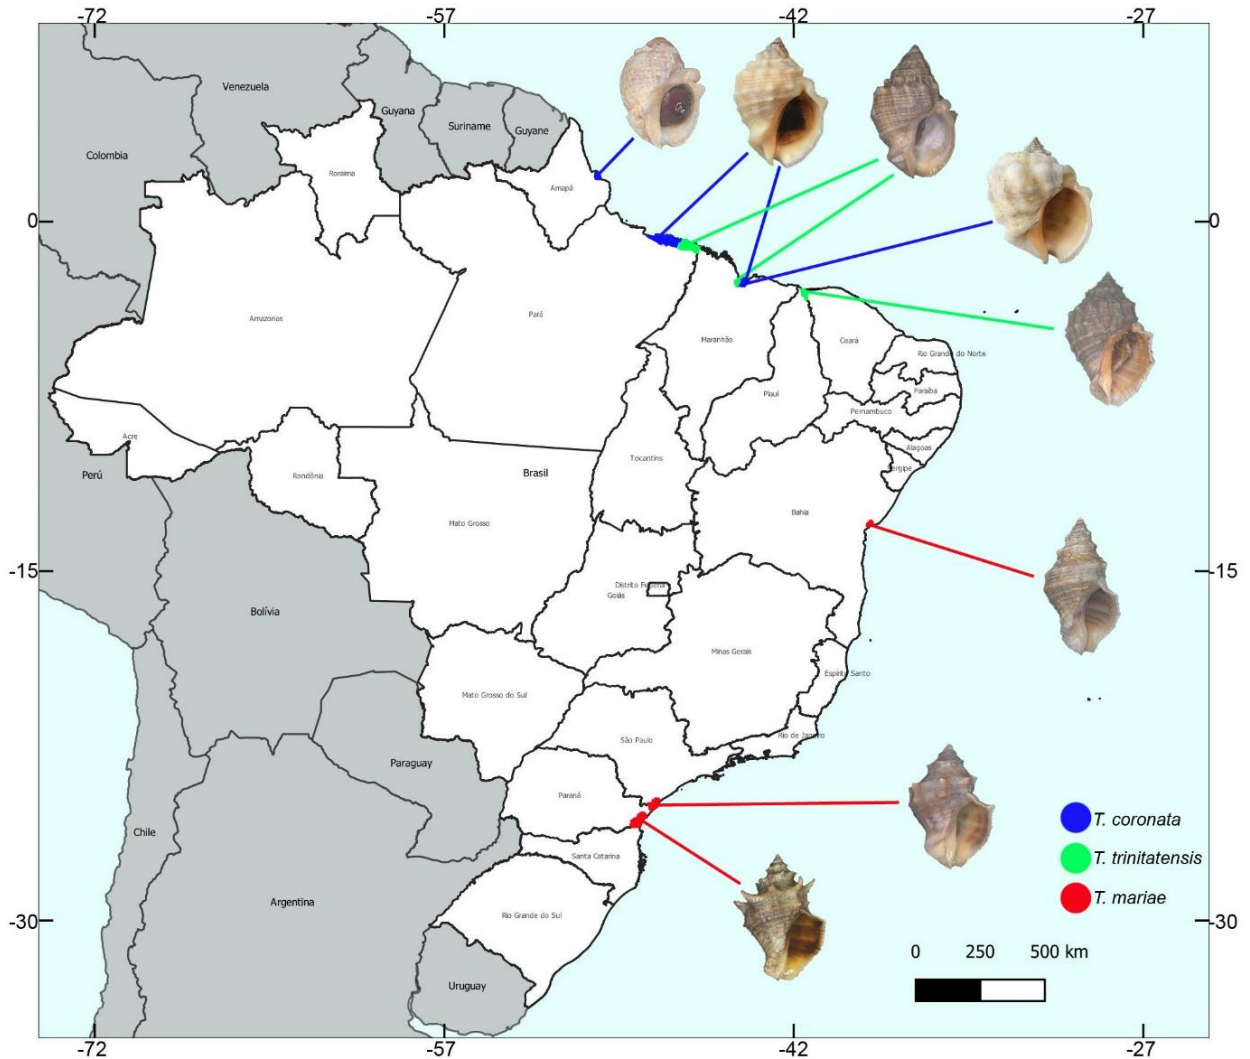 -72
-57
-42
-27
Venezuela
Guyana
Suriname
Guyane
Colombia
Roraima
Amapá
0
0
Amazonas
Pará
Maranhão
Ceará
Rio Grande do Norte
Paraíba
Piauí
Pernambuco
Alagoas
Sergipe
Acre
Perú
Rondônia
Tocantins
Brasil
Mato Grosso
Bahia
-15
-15
Distrito Federal
Goiás
Bolívia
Minas Gerais
Espírito Santo
Mato Grosso do Sul
São Paulo
Rio de Janeiro
Paraguay
Paraná
Chile
Santa Catarina
T. coronata
T. trinitatensis
T. mariae
Argentina
Rio Grande do Sul
-30
-30
0 250 500 km
Uruguay
-72
-57
-42
-27